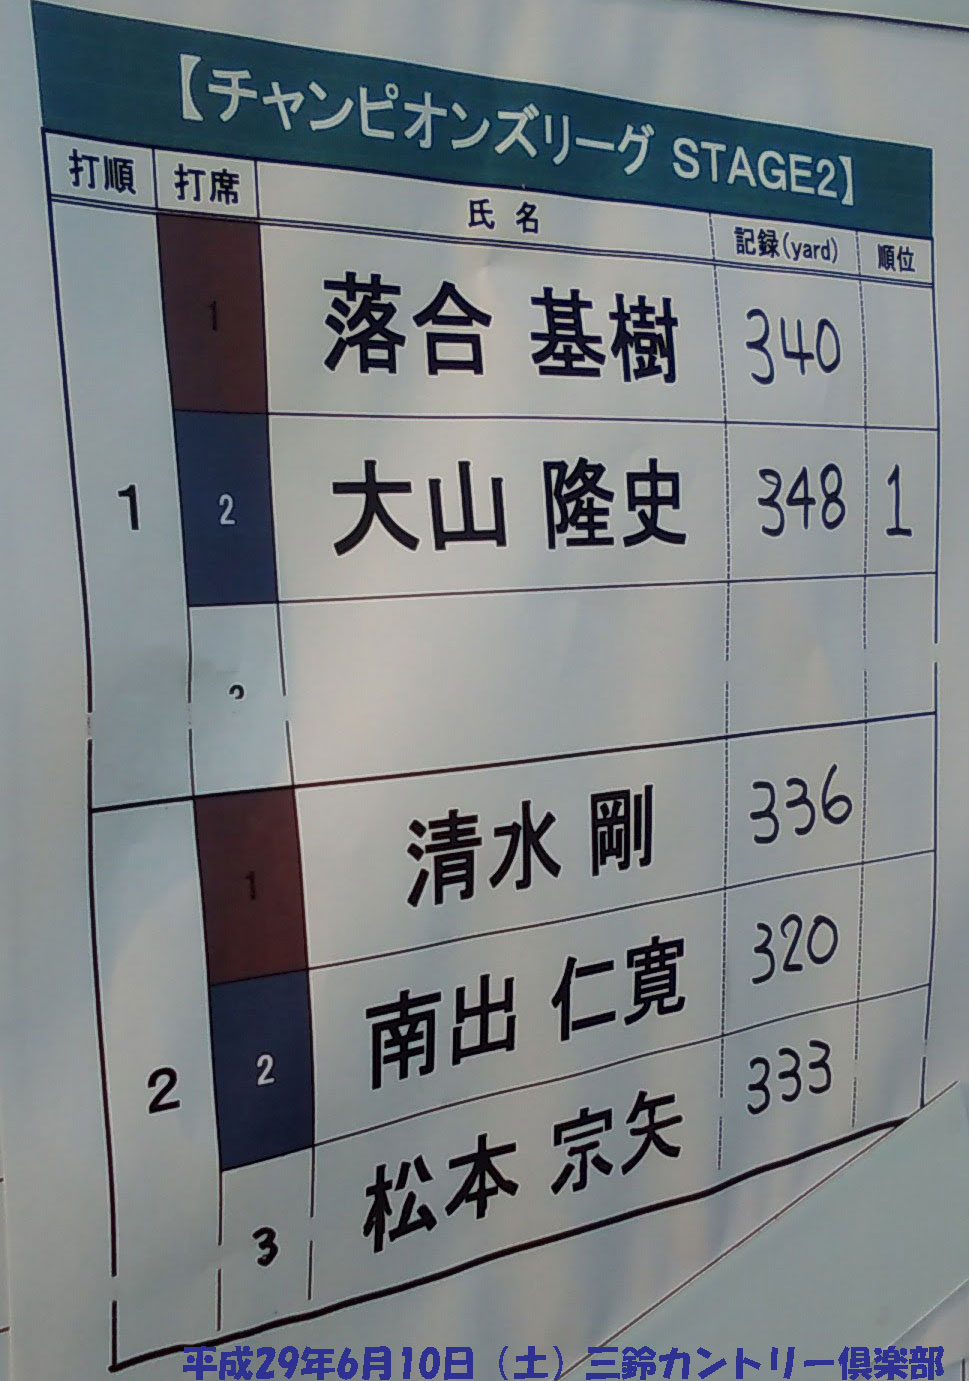 【チャンピオンズリーグ STAGE2】
打順 打席 氏名 記録(yard) 順位
1
1 落合 基樹 340
2 大山 隆史 348 1
3
2
1 清水 剛 336
2 南出 仁寛 320
3 松本 宗矢 333
平成29年6月10日（土）三鈴カントリー倶楽部